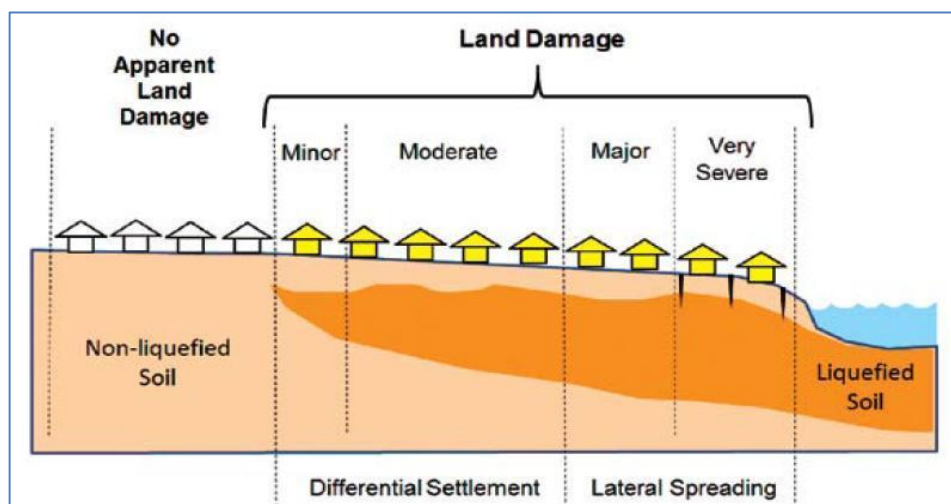 No
Apparent
Land
Damage
Land Damage
Minor
Moderate
Major
Very
Severe
Non-liquefied
Soil
Liquefied
Soil
Differential Settlement
Lateral Spreading